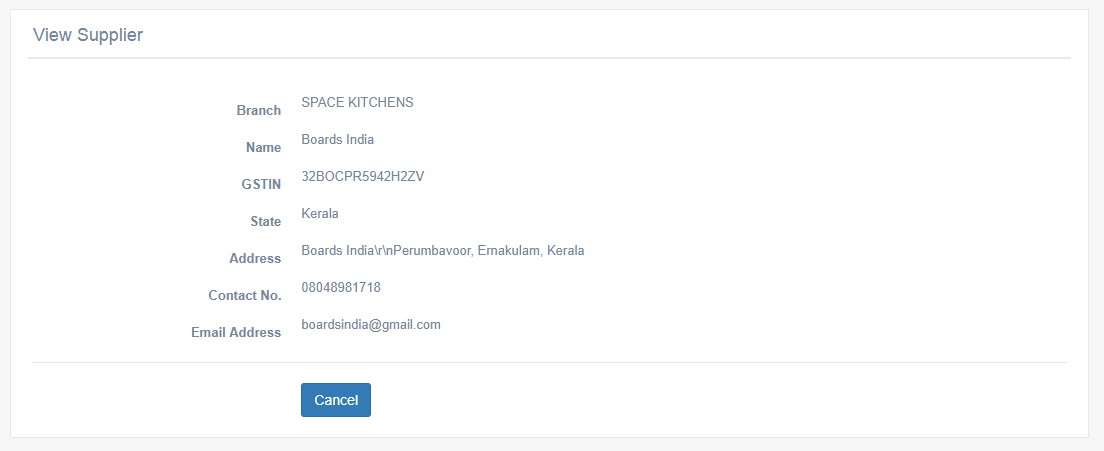 View Supplier
Branch SPACE KITCHENS
Name Boards India
GSTIN 32BOCPR5942H2ZV
State Kerala
Address Boards India\r\nPerumbavoor, Ernakulam, Kerala
Contact No. 08048981718
Email Address boardsindia@gmail.com
Cancel